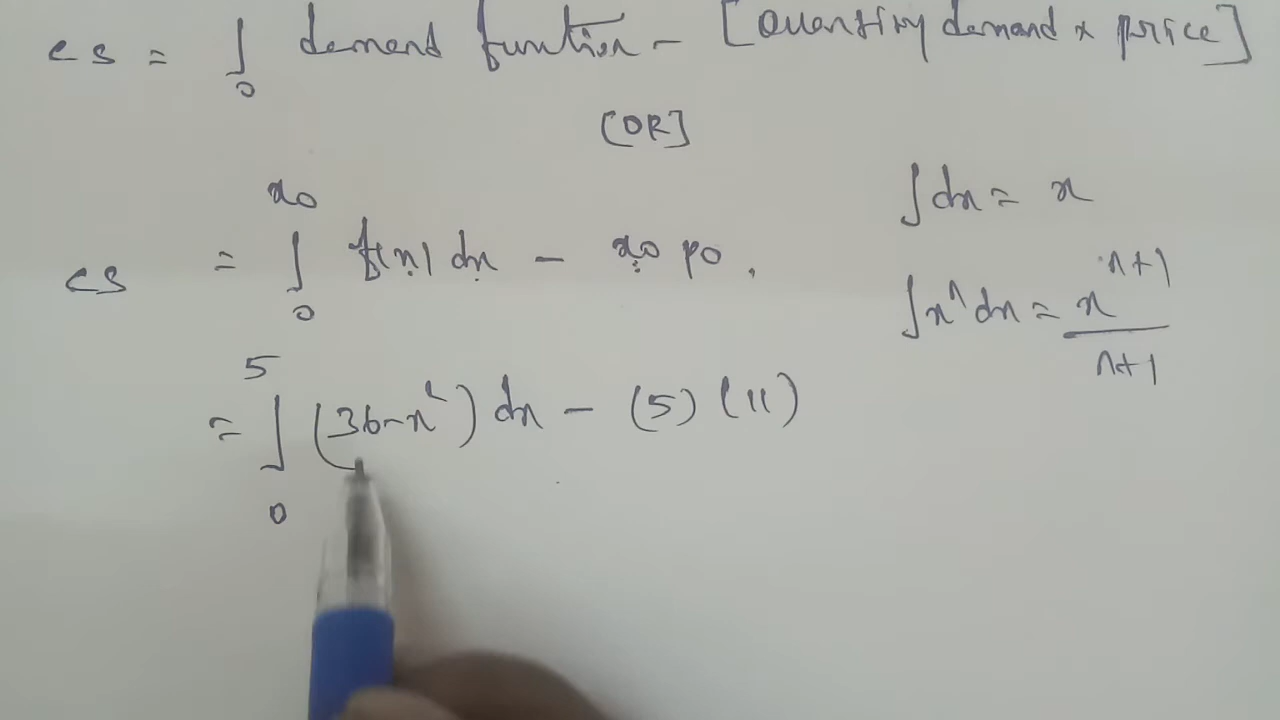 CS = ∫₀ demand function - [Quantity demand × price]
[OR]
CS = ∫₀^x₀ f(x) dx - x₀ p₀.
∫dx = x
∫xⁿ dx = xⁿ⁺¹/n+1
= ∫₀⁵ (36-x²) dx - (5) (11)